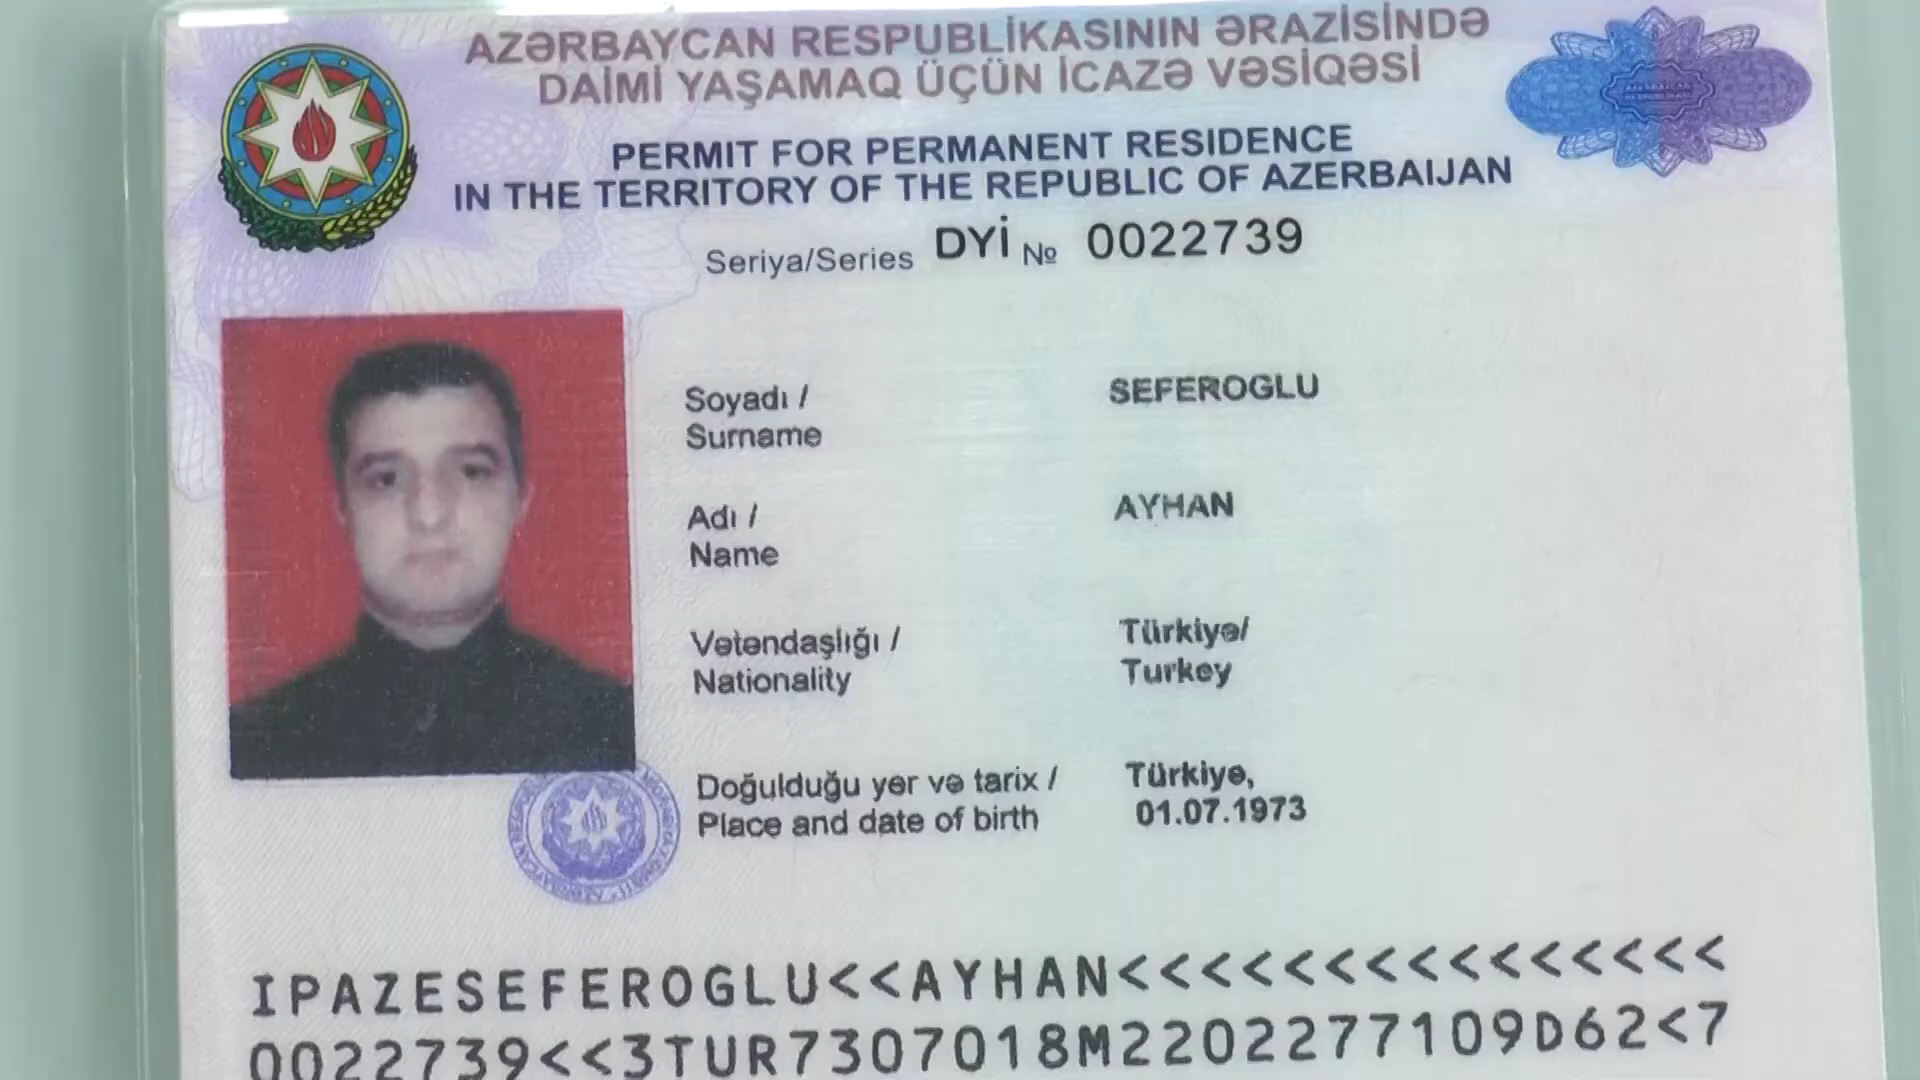 AZƏRBAYCAN RESPUBLİKASININ ƏRAZİSİNDƏ
DAİMİ YAŞAMAQ ÜÇÜN İCAZƏ VƏSİQƏSİ
PERMIT FOR PERMANENT RESIDENCE
IN THE TERRITORY OF THE REPUBLIC OF AZERBAIJAN
Seriya/Series DYİ № 0022739
Soyadı / SEFEROGLU
Surname
Adı / AYHAN
Name
Vətəndaşlığı / Türkiyə/
Nationality Turkey
Doğulduğu yer və tarix / Türkiyə,
Place and date of birth 01.07.1973
IPAZESEFEROGLU<<AYHAN<<<<<<<<<<<<<<<
0022739<<3TUR7307018M2202277109D62<7